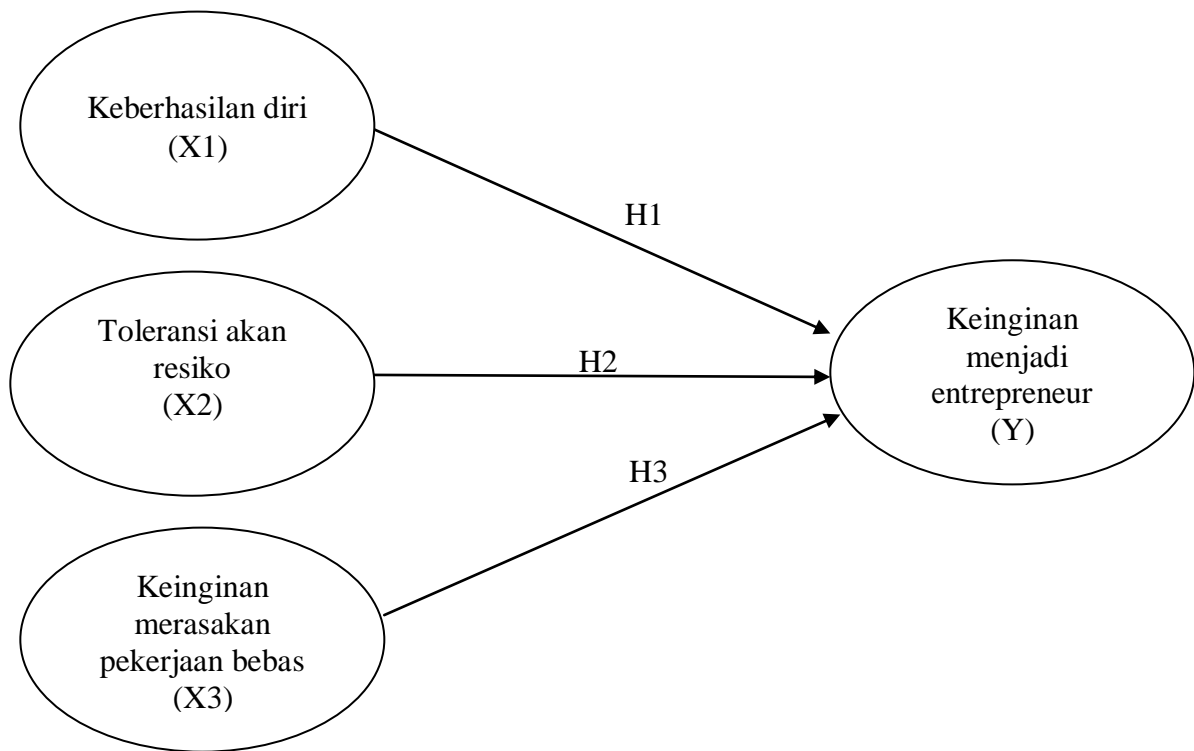 Keberhasilan diri
(X1)
H1
Toleransi akan
resiko
(X2)
H2
Keinginan
menjadi
entrepreneur
(Y)
H3
Keinginan
merasakan
pekerjaan bebas
(X3)